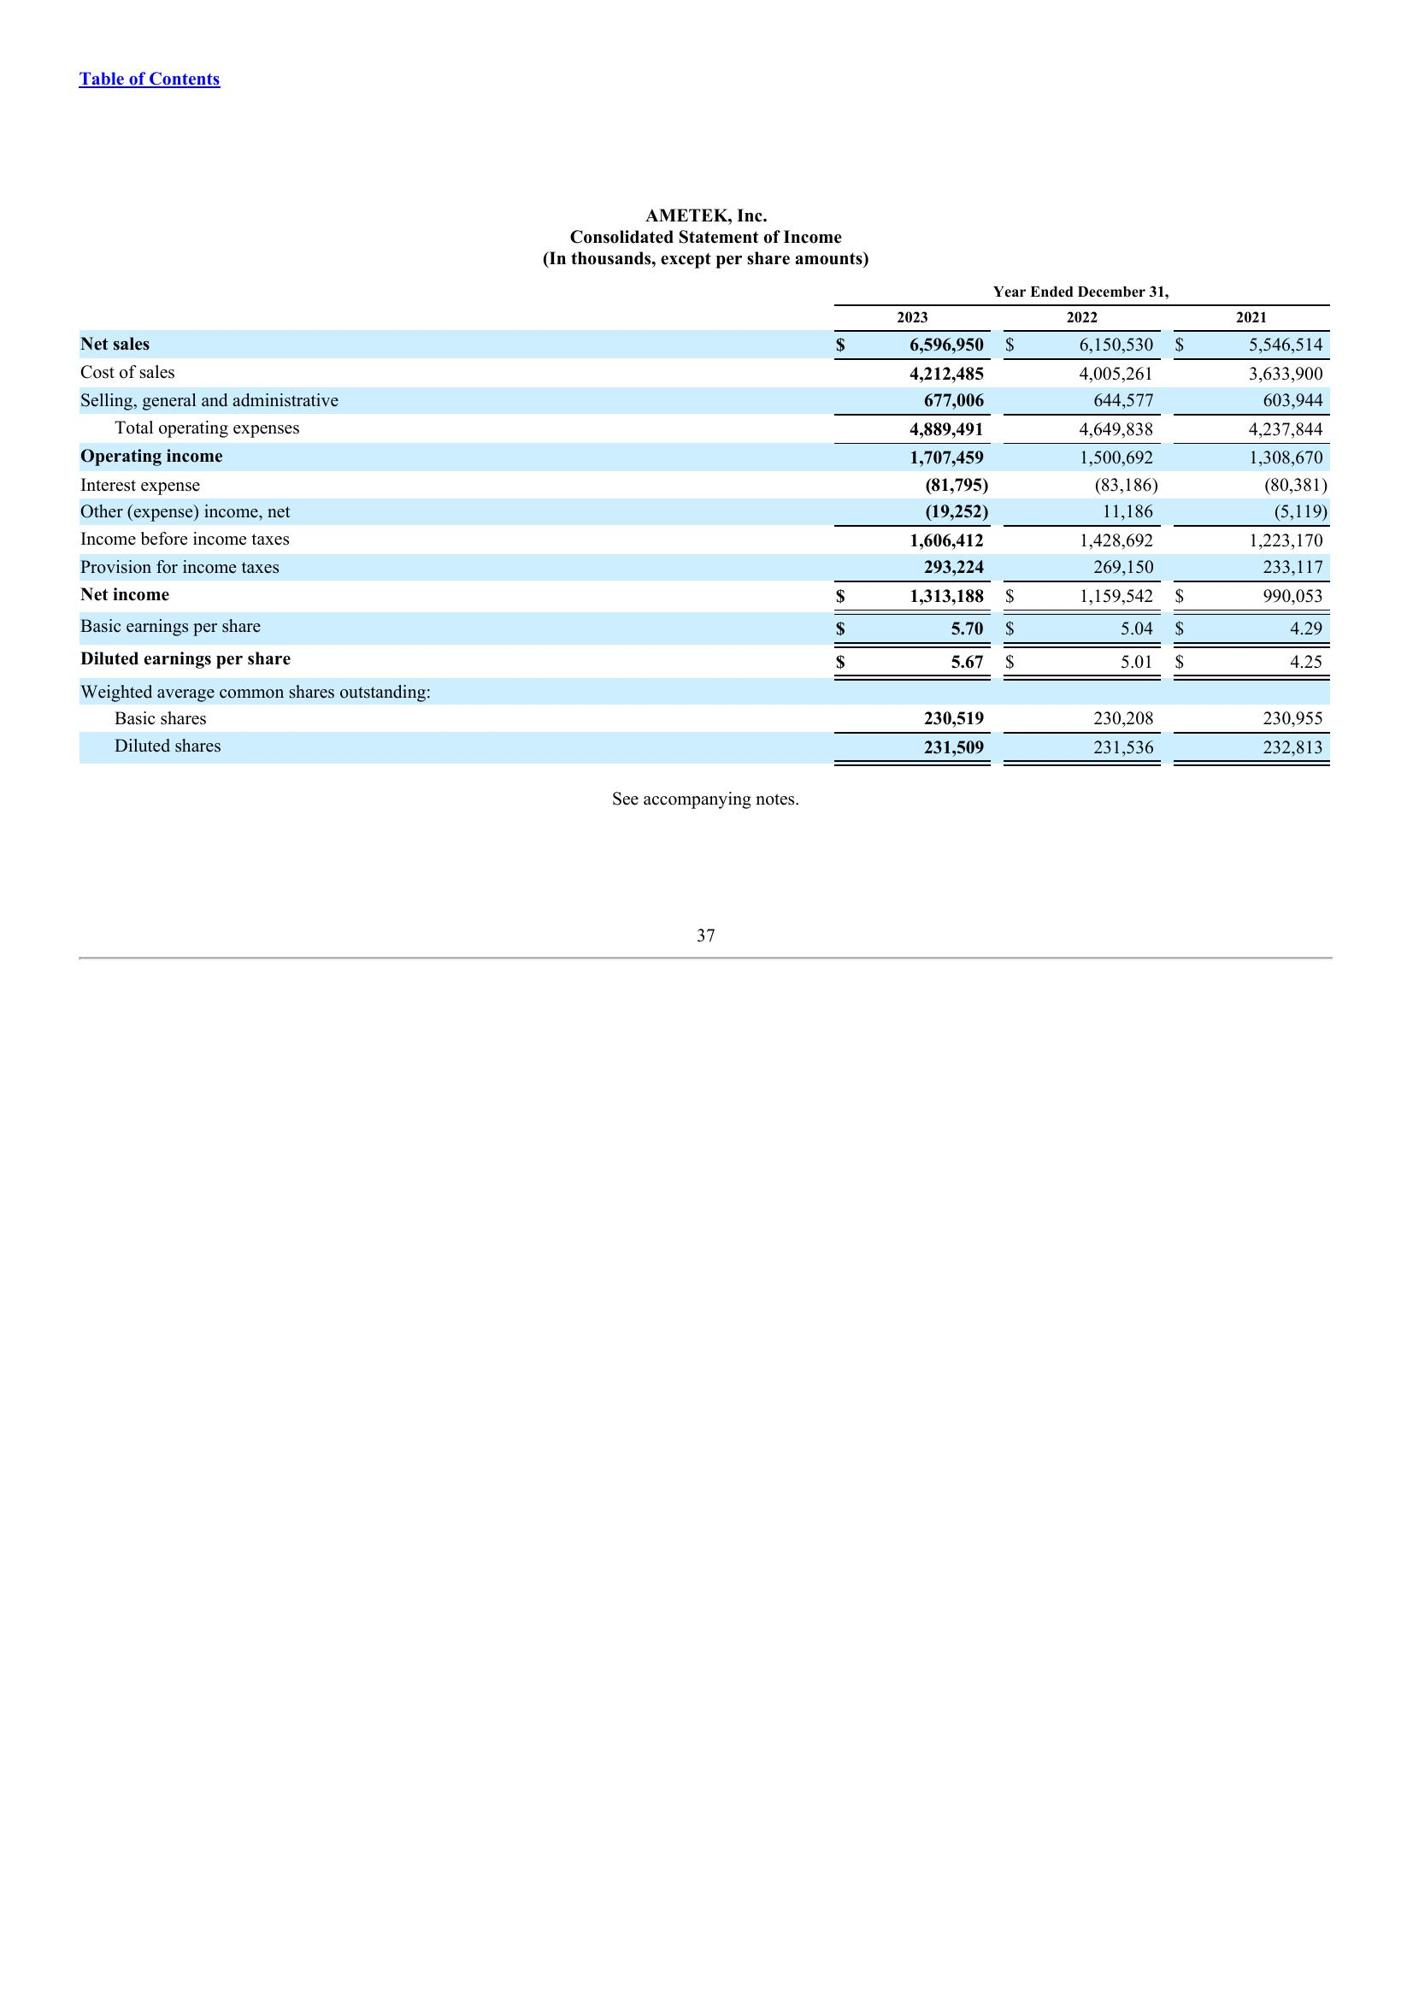 Table of Contents
AMETEK, Inc.
Consolidated Statement of Income
(In thousands, except per share amounts)
Year Ended December 31,
2023 2022 2021
Net sales $ 6,596,950 $ 6,150,530 $ 5,546,514
Cost of sales 4,212,485 4,005,261 3,633,900
Selling, general and administrative 677,006 644,577 603,944
Total operating expenses 4,889,491 4,649,838 4,237,844
Operating income 1,707,459 1,500,692 1,308,670
Interest expense (81,795) (83,186) (80,381)
Other (expense) income, net (19,252) 11,186 (5,119)
Income before income taxes 1,606,412 1,428,692 1,223,170
Provision for income taxes 293,224 269,150 233,117
Net income $ 1,313,188 $ 1,159,542 $ 990,053
Basic earnings per share $ 5.70 $ 5.04 $ 4.29
Diluted earnings per share $ 5.67 $ 5.01 $ 4.25
Weighted average common shares outstanding:
Basic shares 230,519 230,208 230,955
Diluted shares 231,509 231,536 232,813
See accompanying notes.
37